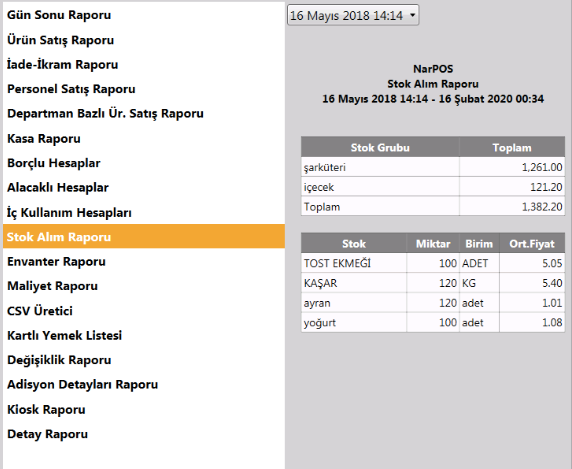 Gün Sonu Raporu
Ürün Satış Raporu
İade-İkram Raporu
Personel Satış Raporu
Departman Bazlı Ür. Satış Raporu
Kasa Raporu
Borçlu Hesaplar
Alacaklı Hesaplar
İç Kullanım Hesapları
Stok Alım Raporu
Envanter Raporu
Maliyet Raporu
CSV Üretici
Kartlı Yemek Listesi
Değişiklik Raporu
Adisyon Detayları Raporu
Kiosk Raporu
Detay Raporu
16 Mayıs 2018 14:14
NarPOS
Stok Alım Raporu
16 Mayıs 2018 14:14 - 16 Şubat 2020 00:34
Stok Grubu Toplam
şarküteri 1,261.00
içecek 121.20
Toplam 1,382.20
Stok Miktar Birim Ort.Fiyat
TOST EKMEĞİ 100 ADET 5.05
KAŞAR 120 KG 5.40
ayran 120 adet 1.01
yoğurt 100 adet 1.08